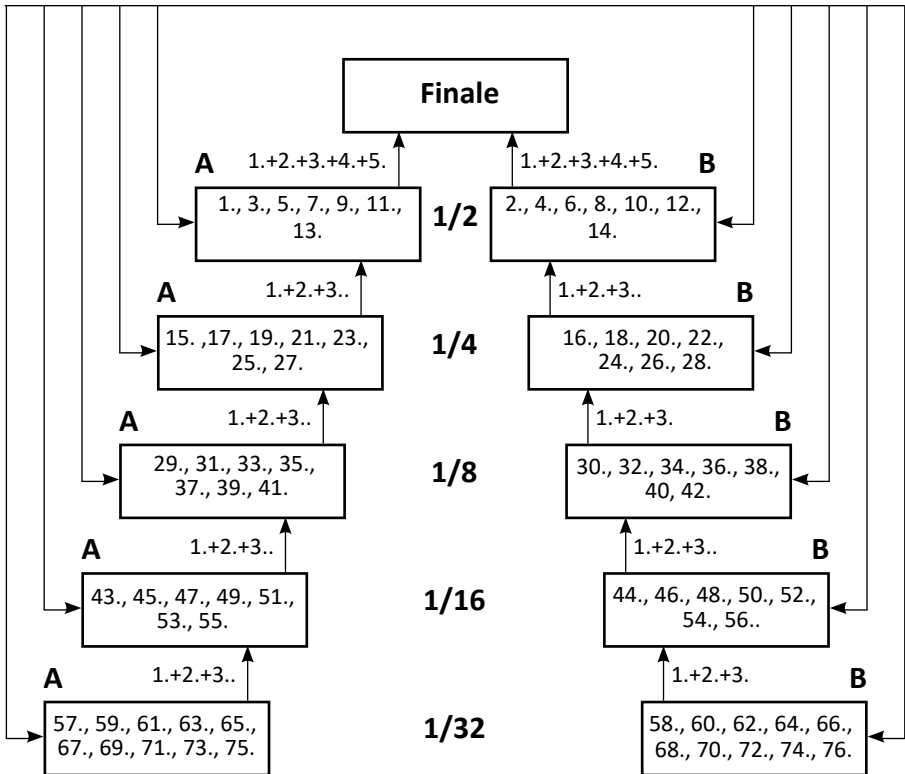 Finale
A 1.+2.+3.+4.+5. 1.+2.+3.+4.+5. B
1., 3., 5., 7., 9., 11.,
13.
1/2
2., 4., 6., 8., 10., 12.,
14.
A 1.+2.+3.. 1.+2.+3.. B
15. ,17., 19., 21., 23.,
25., 27.
1/4
16., 18., 20., 22.,
24., 26., 28.
A 1.+2.+3.. 1.+2.+3. B
29., 31., 33., 35.,
37., 39., 41.
1/8
30., 32., 34., 36., 38.,
40, 42.
A 1.+2.+3.. 1.+2.+3.. B
43., 45., 47., 49., 51.,
53., 55.
1/16
44., 46., 48., 50., 52.,
54., 56..
A 1.+2.+3.. 1.+2.+3. B
57., 59., 61., 63., 65.,
67., 69., 71., 73., 75.
1/32
58., 60., 62., 64., 66.,
68., 70., 72., 74., 76.